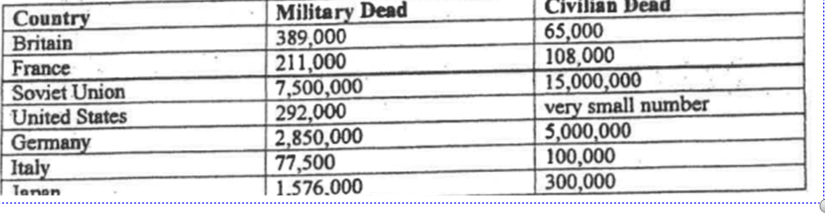 Country Military Dead Civilian Dead
Britain 389,000 65,000
France 211,000 108,000
Soviet Union 7,500,000 15,000,000
United States 292,000 very small number
Germany 2,850,000 5,000,000
Italy 77,500 100,000
Japan 1,576,000 300,000